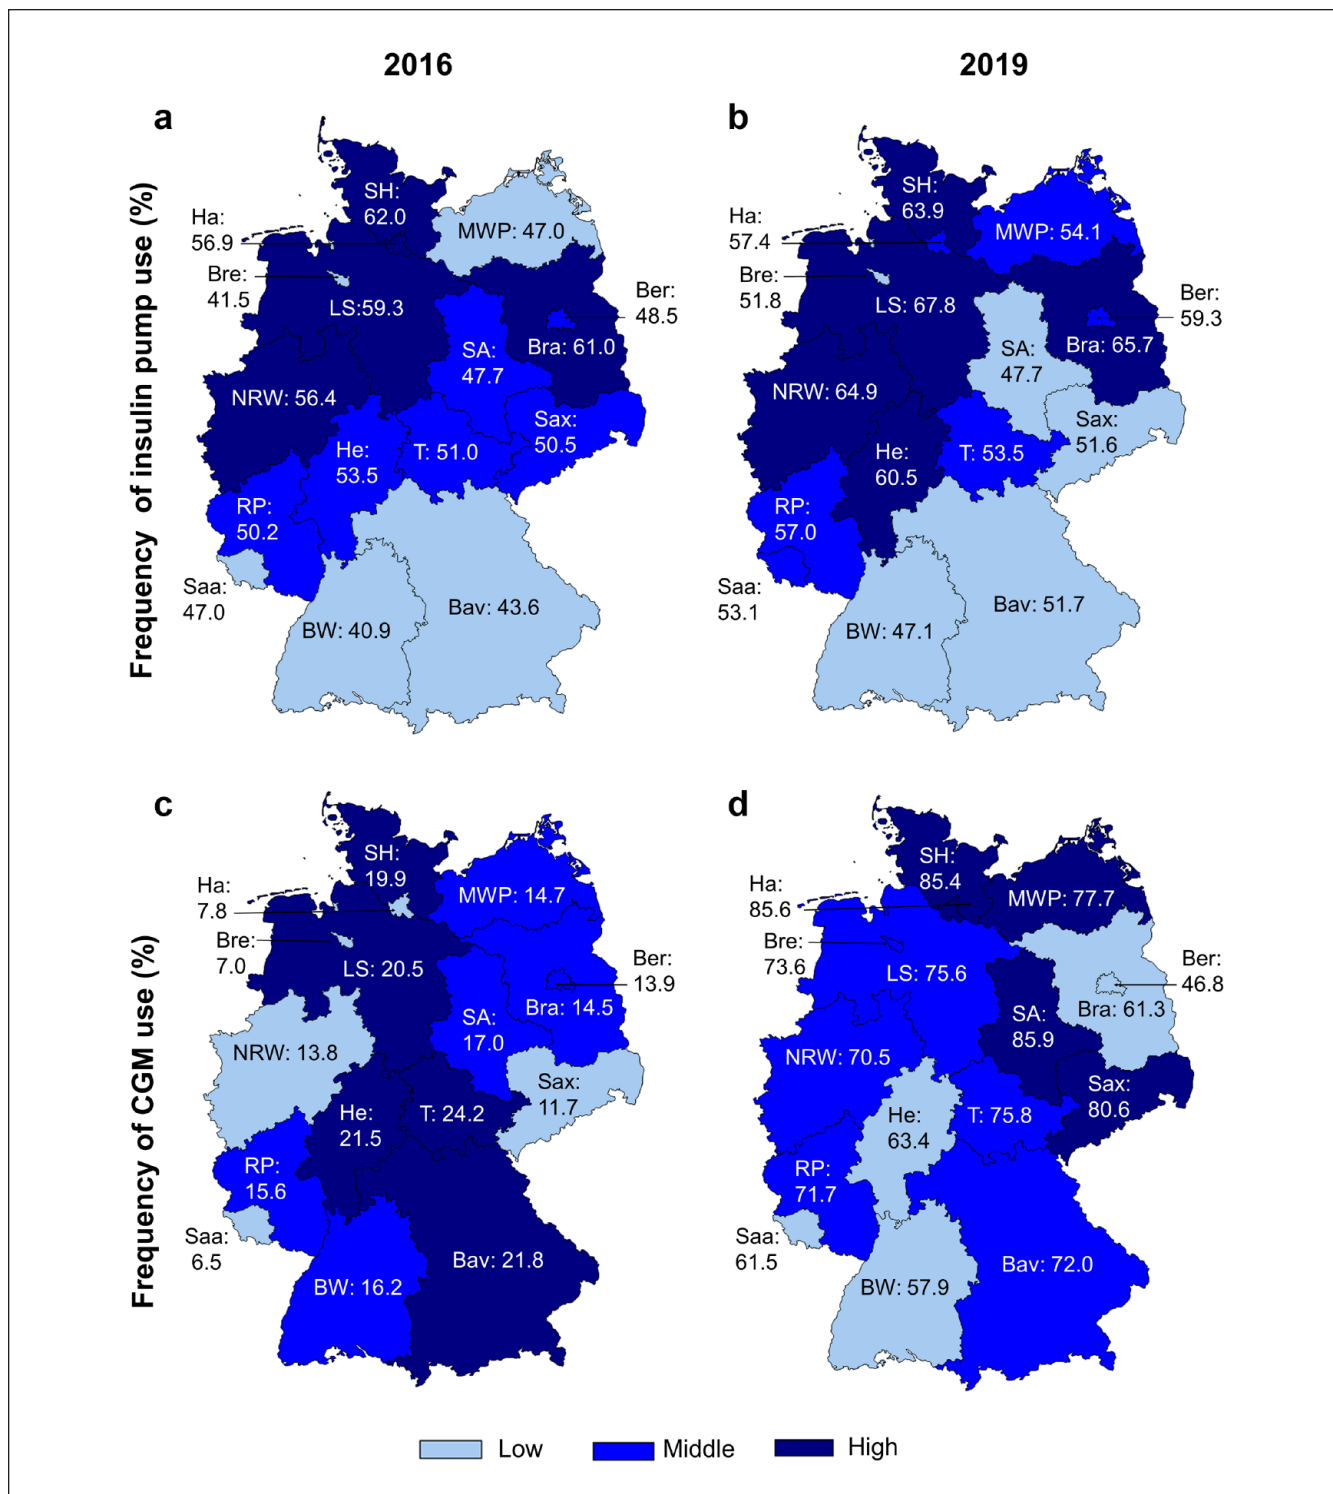 2016
2019
a
b
Frequency of insulin pump use (%)
SH:
62.0
Ha:
56.9
MWP: 47.0
Bre:
41.5
LS:59.3
Ber:
48.5
SA:
47.7
Bra: 61.0
NRW: 56.4
He:
53.5
T: 51.0
Sax:
50.5
RP:
50.2
Saa:
47.0
BW: 40.9
Bav: 43.6
SH:
63.9
Ha:
57.4
MWP: 54.1
Bre:
51.8
LS: 67.8
Ber:
59.3
SA:
47.7
Bra: 65.7
NRW: 64.9
He:
60.5
T: 53.5
Sax:
51.6
RP:
57.0
Saa:
53.1
BW: 47.1
Bav: 51.7
c
d
Frequency of CGM use (%)
SH:
19.9
Ha:
7.8
MWP: 14.7
Bre:
7.0
LS: 20.5
Ber:
13.9
SA:
17.0
Bra: 14.5
NRW: 13.8
He:
21.5
T: 24.2
Sax:
11.7
RP:
15.6
Saa:
6.5
BW: 16.2
Bav: 21.8
SH:
85.4
Ha:
85.6
MWP: 77.7
Bre:
73.6
LS: 75.6
Ber:
46.8
SA:
85.9
Bra: 61.3
NRW: 70.5
He:
63.4
T: 75.8
Sax:
80.6
RP:
71.7
Saa:
61.5
BW: 57.9
Bav: 72.0
Low
Middle
High